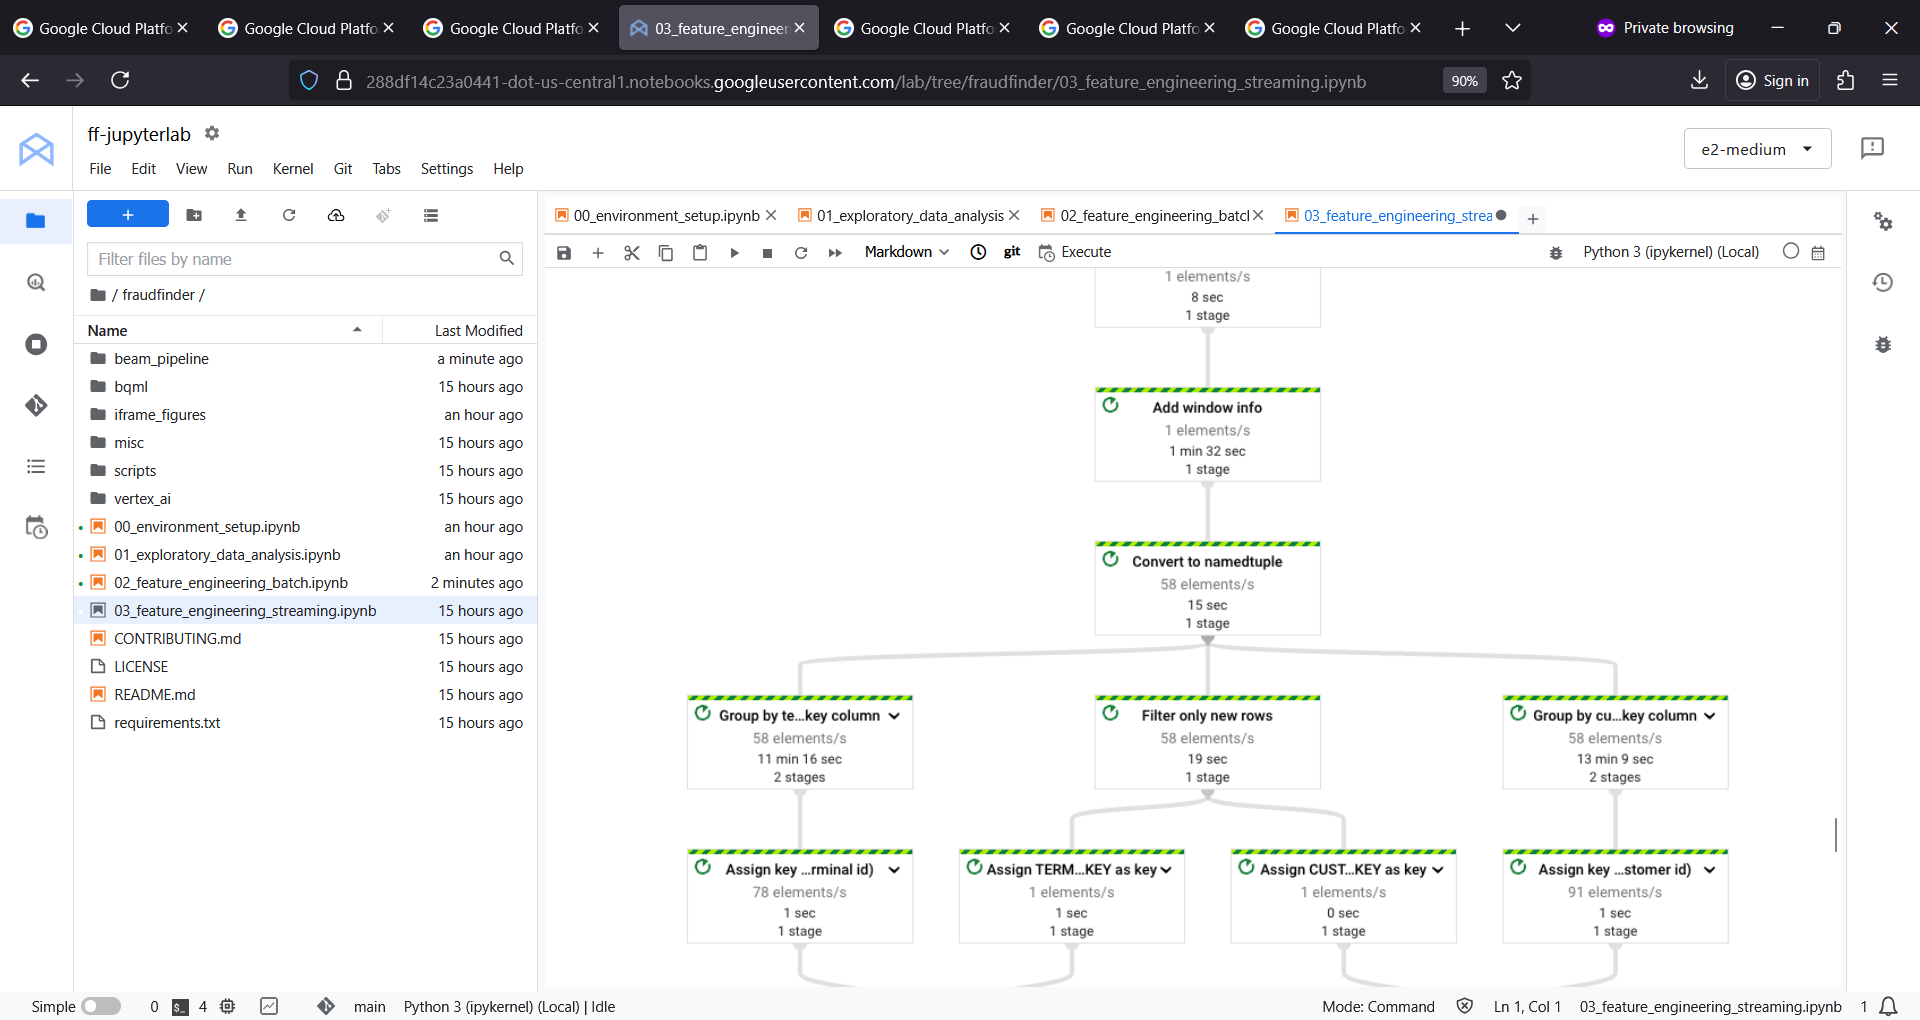 Google Cloud Platfo
Google Cloud Platfo
Google Cloud Platfo
03_feature_engineer
Google Cloud Platfo
Google Cloud Platfo
Google Cloud Platfo
Private browsing
288df14c23a0441-dot-us-central1.notebooks.googleusercontent.com/lab/tree/fraudfinder/03_feature_engineering_streaming.ipynb
90%
Sign in
ff-jupyterlab
File Edit View Run Kernel Git Tabs Settings Help
e2-medium
Filter files by name
/ fraudfinder /
Name Last Modified
beam_pipeline a minute ago
bqml 15 hours ago
iframe_figures an hour ago
misc 15 hours ago
scripts 15 hours ago
vertex_ai 15 hours ago
00_environment_setup.ipynb an hour ago
01_exploratory_data_analysis.ipynb an hour ago
02_feature_engineering_batch.ipynb 2 minutes ago
03_feature_engineering_streaming.ipynb 15 hours ago
CONTRIBUTING.md 15 hours ago
LICENSE 15 hours ago
README.md 15 hours ago
requirements.txt 15 hours ago
00_environment_setup.ipynb
01_exploratory_data_analysis
02_feature_engineering_batcl
03_feature_engineering_strea
Markdown
git
Execute
Python 3 (ipykernel) (Local)
1 elements/s
8 sec
1 stage
Add window info
1 elements/s
1 min 32 sec
1 stage
Convert to namedtuple
58 elements/s
15 sec
1 stage
Group by te...key column
58 elements/s
11 min 16 sec
2 stages
Filter only new rows
58 elements/s
19 sec
1 stage
Group by cu...key column
58 elements/s
13 min 9 sec
2 stages
Assign key ...rminal id)
78 elements/s
1 sec
1 stage
Assign TERM...KEY as key
1 elements/s
1 sec
1 stage
Assign CUST...KEY as key
1 elements/s
0 sec
1 stage
Assign key ...stomer id)
91 elements/s
1 sec
1 stage
Simple 0 4 main Python 3 (ipykernel) (Local) | Idle
Mode: Command Ln 1, Col 1 03_feature_engineering_streaming.ipynb 1